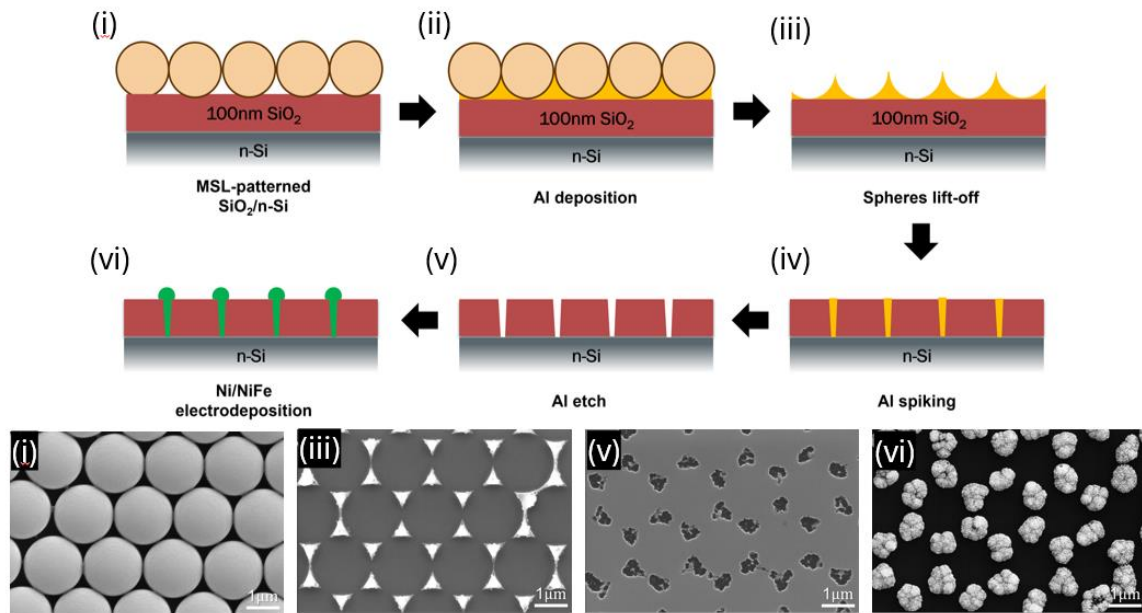 (i)
(ii)
(iii)
100nm SiO₂
100nm SiO₂
100nm SiO₂
n-Si
n-Si
n-Si
MSL-patterned
SiO₂/n-Si
Al deposition
Spheres lift-off
(vi)
(v)
(iv)
n-Si
n-Si
n-Si
Ni/NiFe
electrodeposition
Al etch
Al spiking
(i)
(iii)
(v)
(vi)
1μm
1μm
1μm
1μm